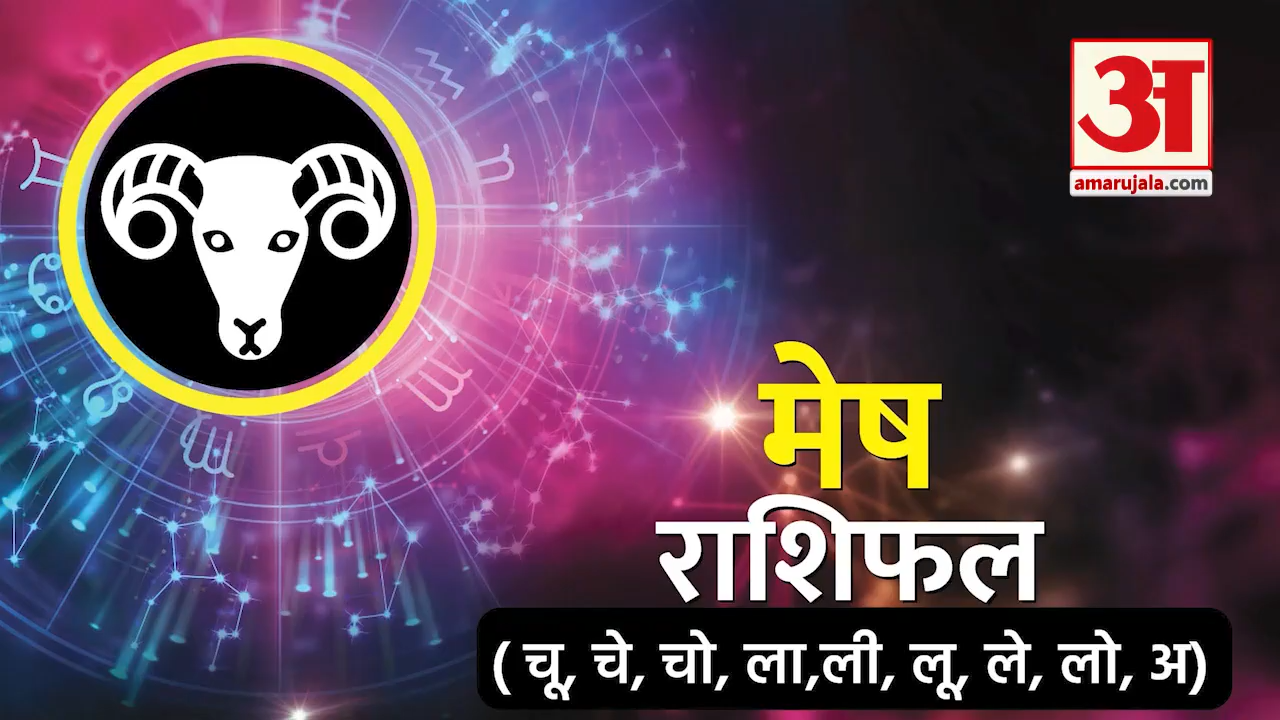 अ
amarujala.com
मेष
राशिफल
( चू, चे, चो, ला,ली, लू, ले, लो, अ)